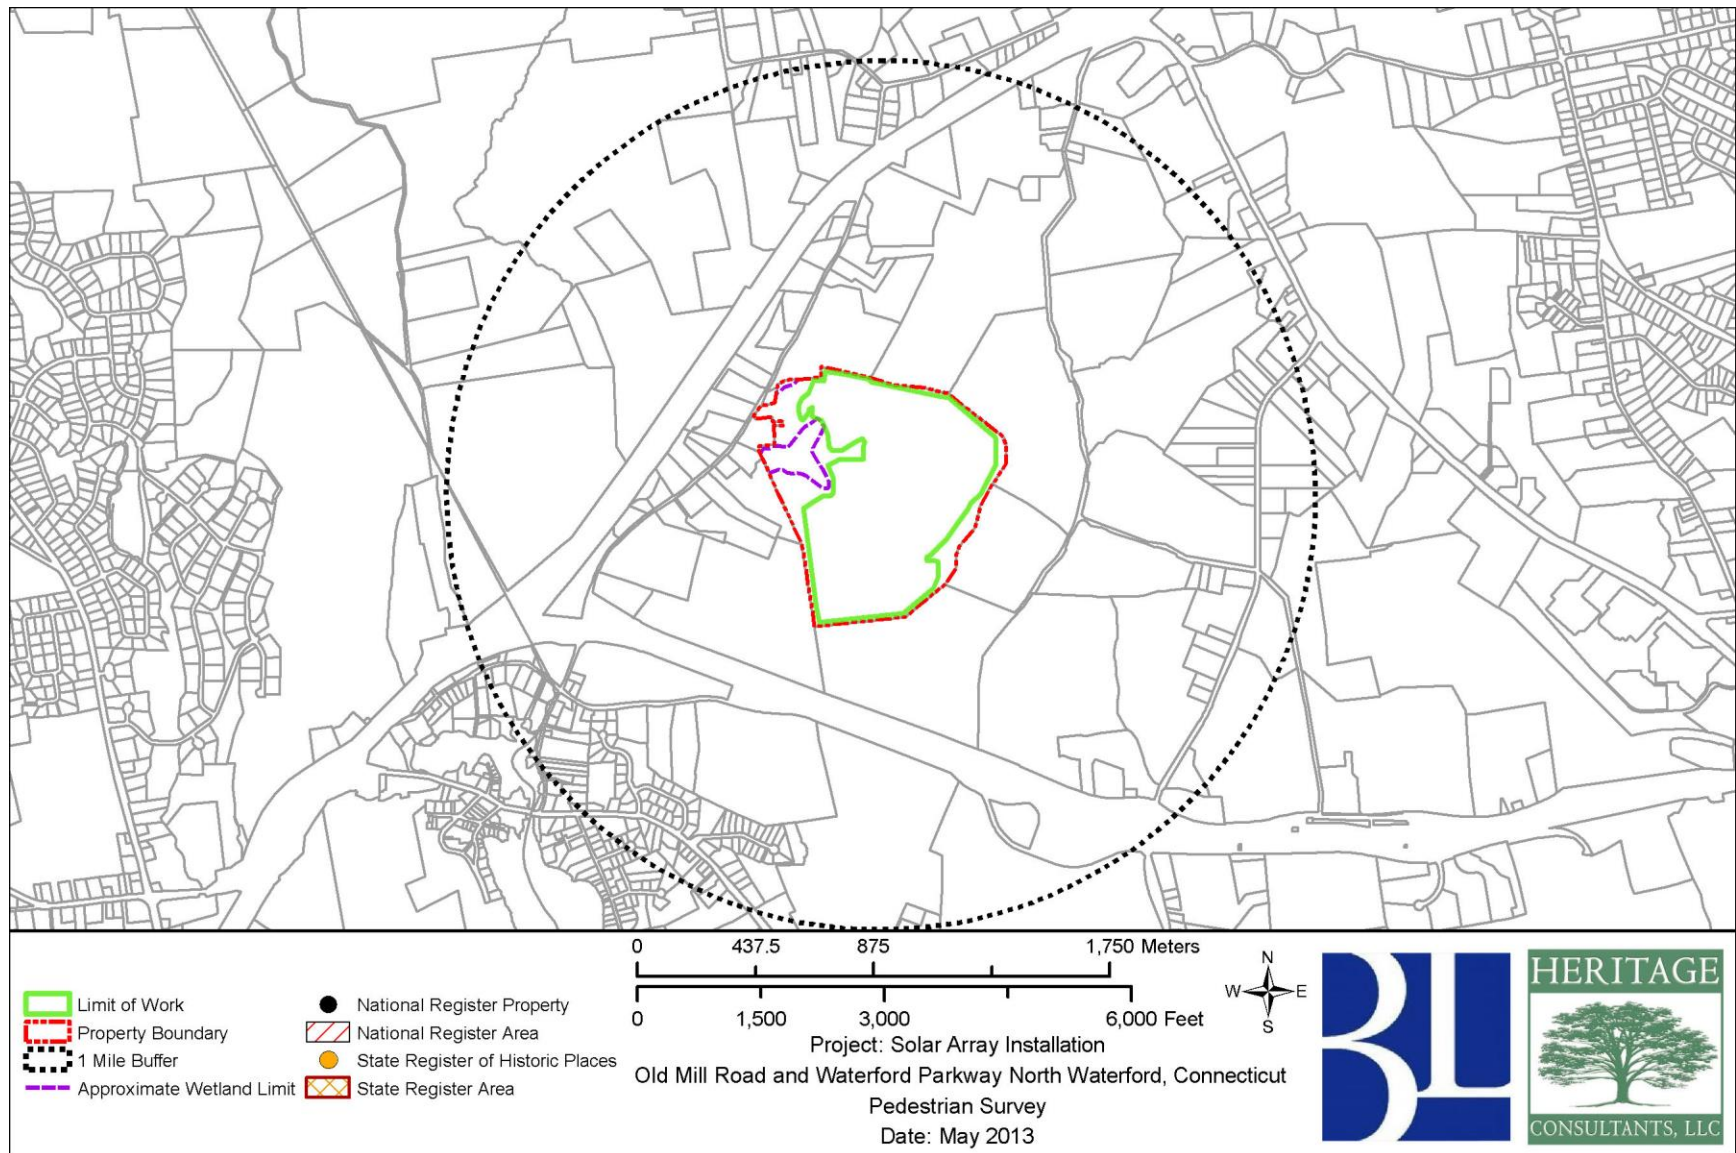 Limit of Work
Property Boundary
1 Mile Buffer
Approximate Wetland Limit
National Register Property
National Register Area
State Register of Historic Places
State Register Area
0 437.5 875 1,750 Meters
0 1,500 3,000 6,000 Feet
Project: Solar Array Installation
Old Mill Road and Waterford Parkway North Waterford, Connecticut
Pedestrian Survey
Date: May 2013
N
W E
S
BL
HERITAGE
CONSULTANTS, LLC